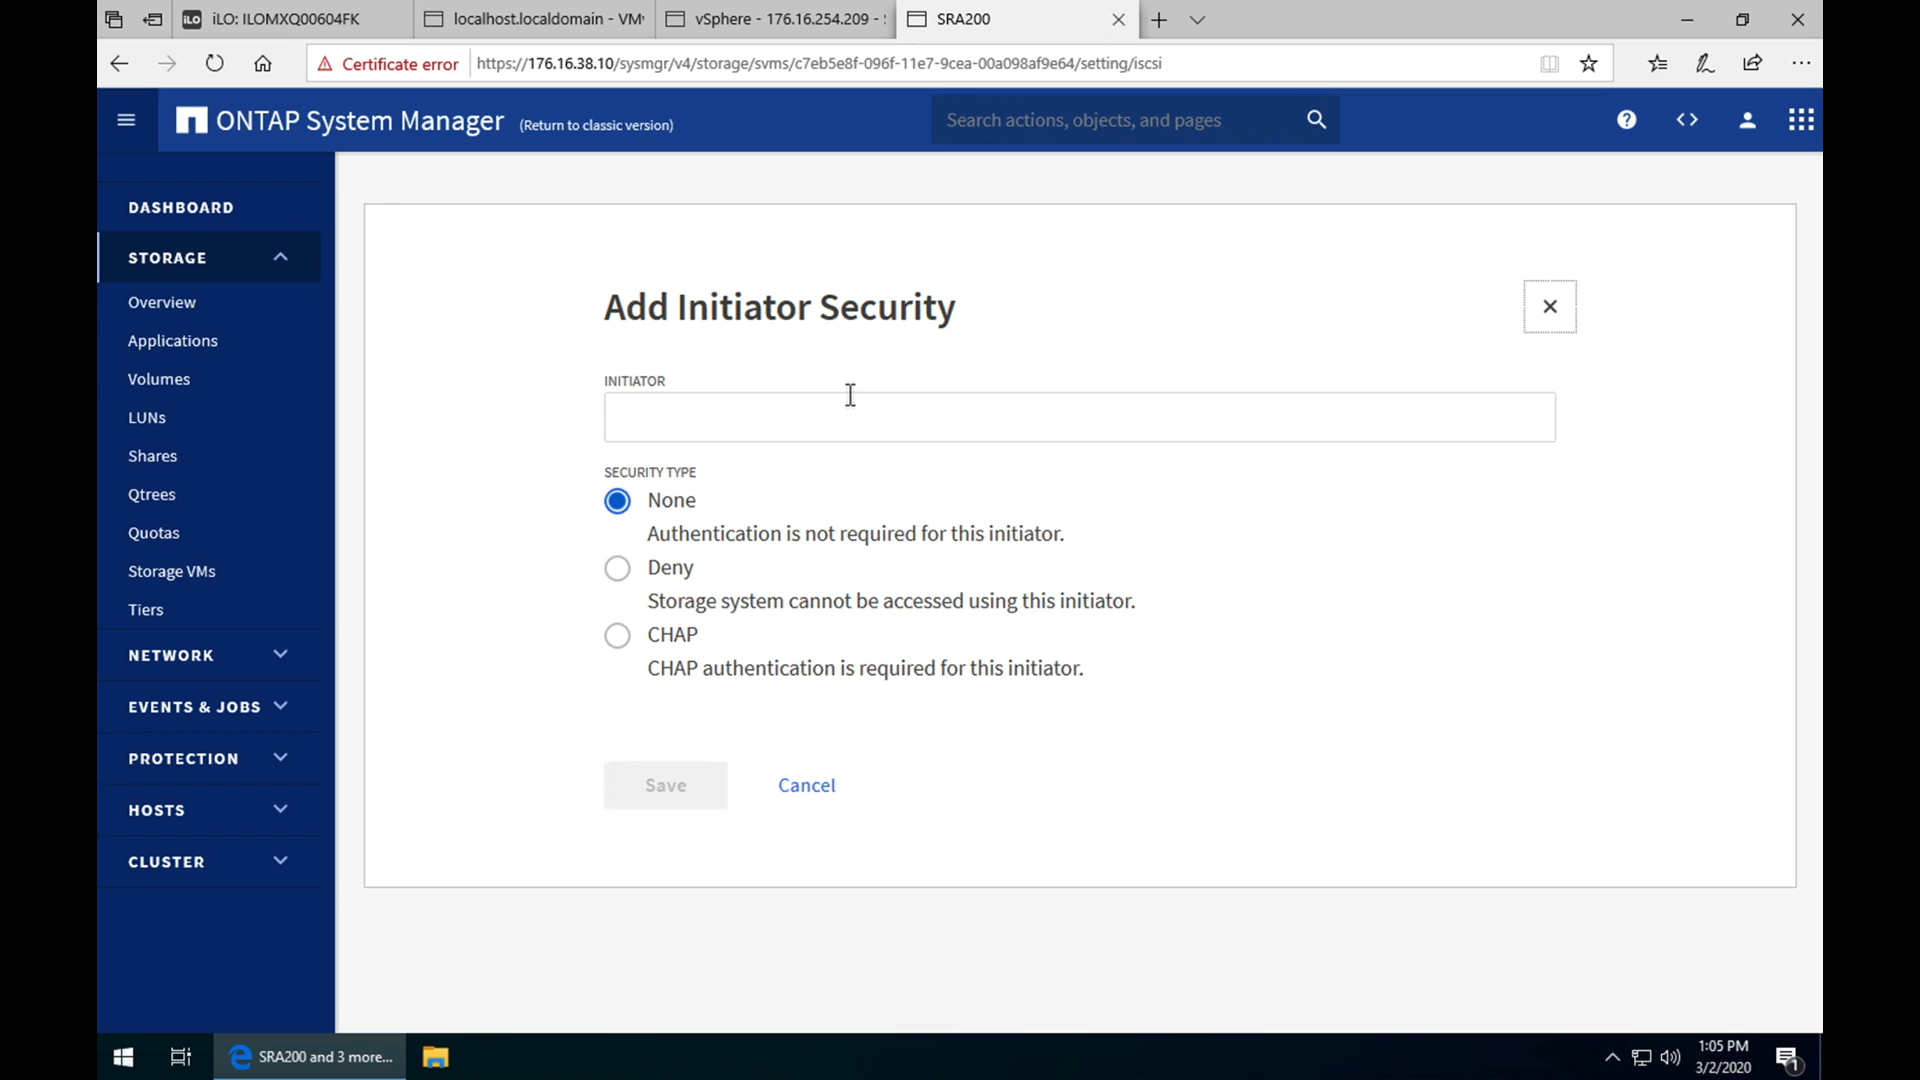 iLO iLO: ILOMXQ00604FK
localhost.localdomain - VM
vSphere - 176.16.254.209 -
SRA200
Certificate error
https://176.16.38.10/sysmgr/v4/storage/svms/c7eb5e8f-096f-11e7-9cea-00a098af9e64/setting/iscsi
ONTAP System Manager (Return to classic version)
Search actions, objects, and pages
DASHBOARD
STORAGE
Overview
Applications
Volumes
LUNs
Shares
Qtrees
Quotas
Storage VMs
Tiers
NETWORK
EVENTS & JOBS
PROTECTION
HOSTS
CLUSTER
Add Initiator Security
INITIATOR
SECURITY TYPE
None
Authentication is not required for this initiator.
Deny
Storage system cannot be accessed using this initiator.
CHAP
CHAP authentication is required for this initiator.
Save
Cancel
SRA200 and 3 more...
1:05 PM
3/2/2020
1